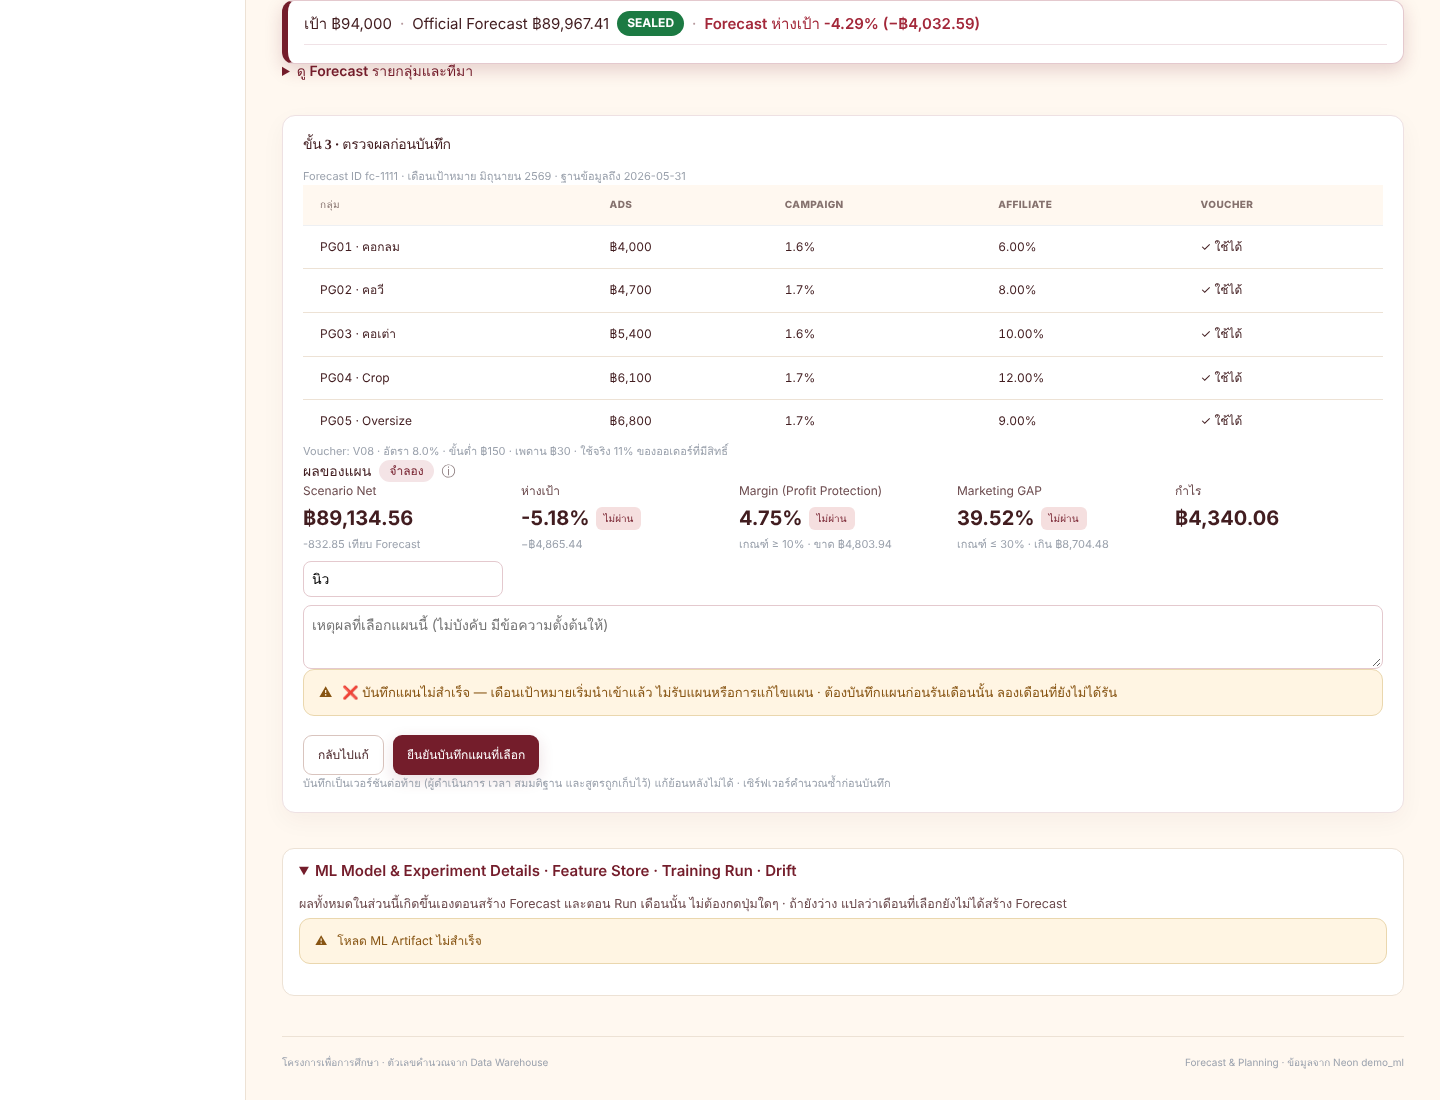 เป้า ฿94,000 · Official Forecast ฿89,967.41 SEALED · Forecast ห่างเป้า -4.29% (−฿4,032.59)
▶ ดู Forecast รายกลุ่มและที่มา
ขั้น 3 · ตรวจผลก่อนบันทึก
Forecast ID fc-1111 · เดือนเป้าหมาย มิถุนายน 2569 · ฐานข้อมูลถึง 2026-05-31
กลุ่ม ADS CAMPAIGN AFFILIATE VOUCHER
PG01 · คอกลม ฿4,000 1.6% 6.00% ✓ ใช้ได้
PG02 · คอวี ฿4,700 1.7% 8.00% ✓ ใช้ได้
PG03 · คอเต่า ฿5,400 1.6% 10.00% ✓ ใช้ได้
PG04 · Crop ฿6,100 1.7% 12.00% ✓ ใช้ได้
PG05 · Oversize ฿6,800 1.7% 9.00% ✓ ใช้ได้
Voucher: V08 · อัตรา 8.0% · ขั้นต่ำ ฿150 · เพดาน ฿30 · ใช้จริง 11% ของออเดอร์ที่มีสิทธิ์
ผลของแผน จำลอง ⓘ
Scenario Net ห่างเป้า Margin (Profit Protection) Marketing GAP กำไร
฿89,134.56 -5.18% ไม่ผ่าน 4.75% ไม่ผ่าน 39.52% ไม่ผ่าน ฿4,340.06
-832.85 เทียบ Forecast −฿4,865.44 เกณฑ์ ≥ 10% · ขาด ฿4,803.94 เกณฑ์ ≤ 30% · เกิน ฿8,704.48
นิว
เหตุผลที่เลือกแผนนี้ (ไม่บังคับ มีข้อความตั้งต้นให้)
⚠ ❌ บันทึกแผนไม่สำเร็จ — เดือนเป้าหมายเริ่มนำเข้าแล้ว ไม่รับแผนหรือการแก้ไขแผน · ต้องบันทึกแผนก่อนรันเดือนนั้น ลองเดือนที่ยังไม่ได้รัน
กลับไปแก้ ยืนยันบันทึกแผนที่เลือก
บันทึกเป็นเวอร์ชันต่อท้าย (ผู้ดำเนินการ เวลา สมมติฐาน และสูตรถูกเก็บไว้) แก้ย้อนหลังไม่ได้ · เซิร์ฟเวอร์คำนวณซ้ำก่อนบันทึก
▼ ML Model & Experiment Details · Feature Store · Training Run · Drift
ผลทั้งหมดในส่วนนี้เกิดขึ้นเองตอนสร้าง Forecast และตอน Run เดือนนั้น ไม่ต้องกดปุ่มใดๆ · ถ้ายังว่าง แปลว่าเดือนที่เลือกยังไม่ได้สร้าง Forecast
⚠ โหลด ML Artifact ไม่สำเร็จ
โครงการเพื่อการศึกษา · ตัวเลขคำนวณจาก Data Warehouse Forecast & Planning · ข้อมูลจาก Neon demo_ml